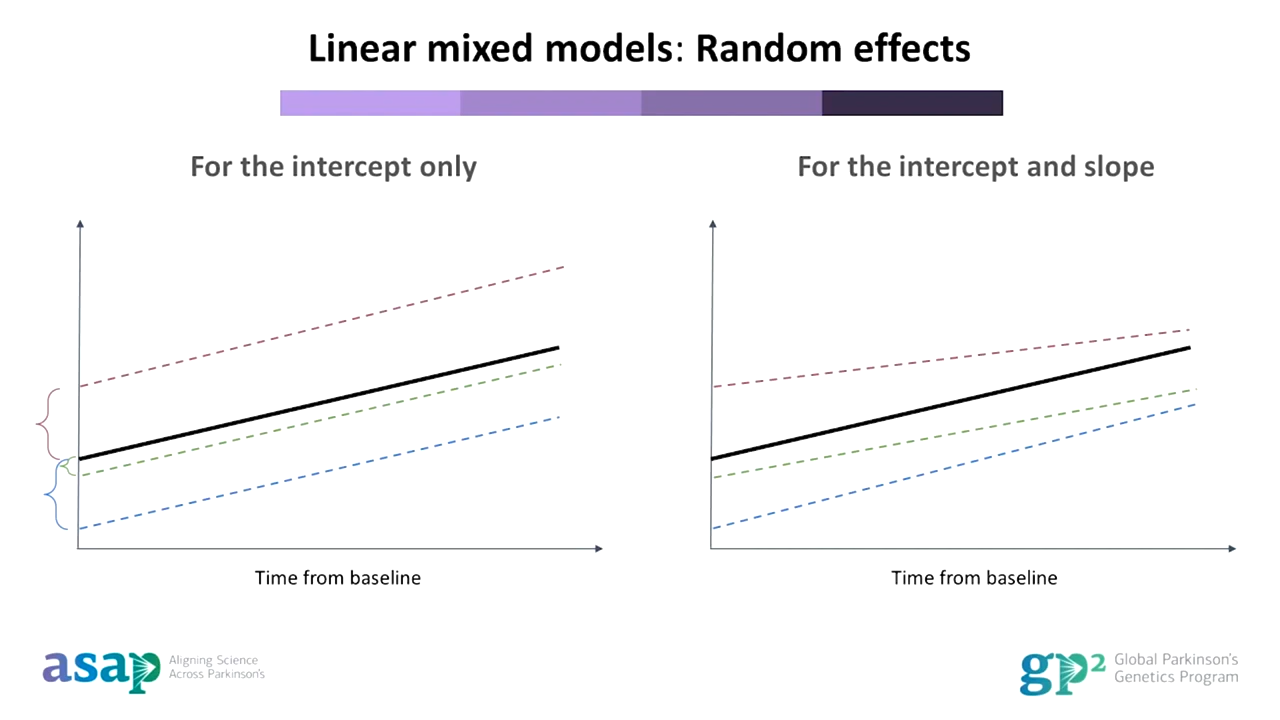 Linear mixed models: Random effects
For the intercept only
For the intercept and slope
Time from baseline
Time from baseline
asap
Aligning Science
Across Parkinson's
gp2
Global Parkinson's
Genetics Program